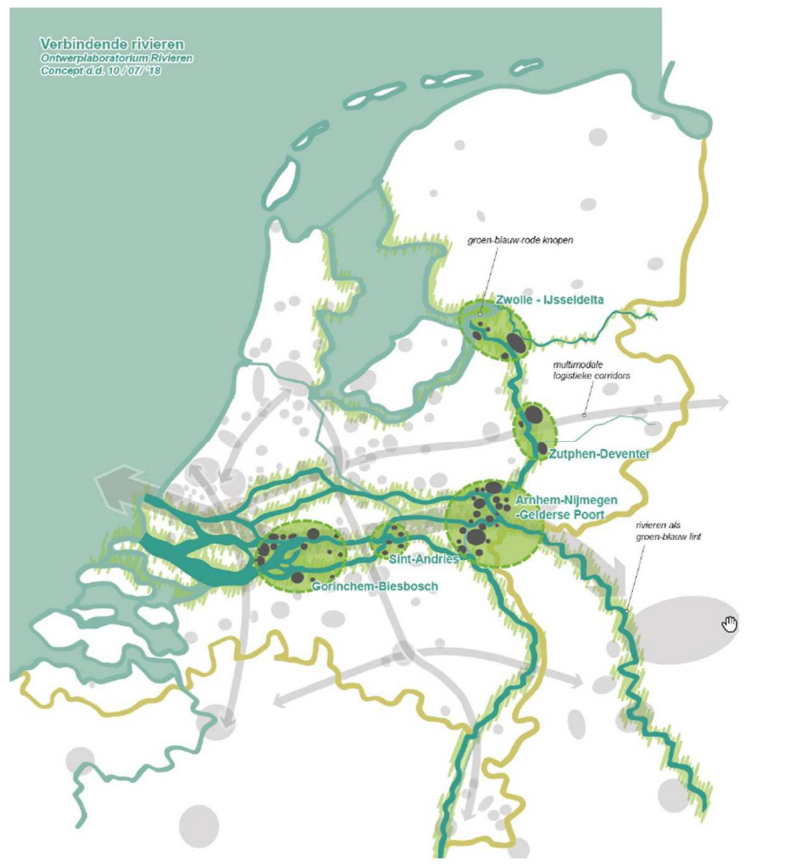 Verbindende rivieren
Ontwerplaboratorium Rivieren
Concept d.d. 10 / 07/ '18
groen-blauw-rode knopen
Zwolle - IJsseldelta
multimodale
logistieke corridors
Zutphen-Deventer
Arnhem-Nijmegen
-Gelderse Poort
rivieren als
groen-blauw lint
Sint-Andries
Gorinchem-Biesbosch